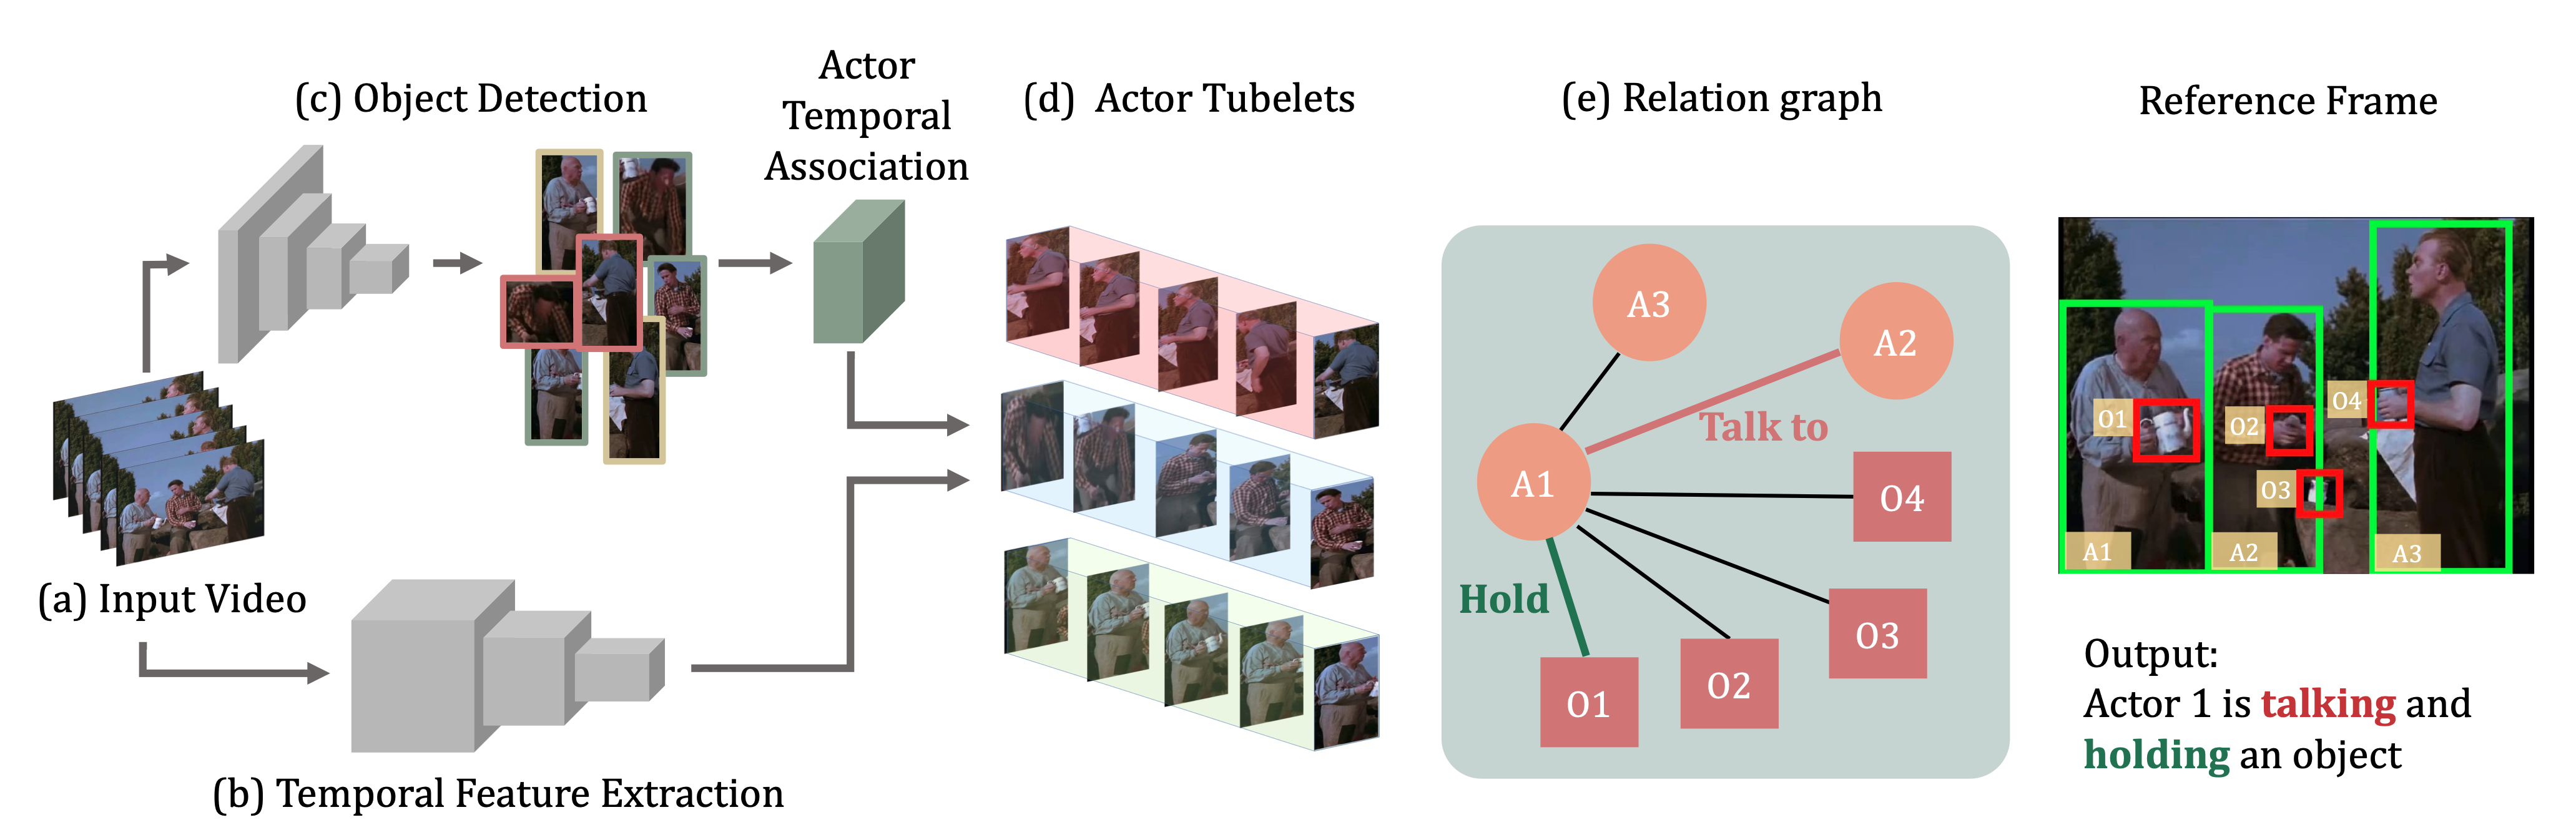 (c) Object Detection
Actor
Temporal
Association
(d) Actor Tubelets
(e) Relation graph
Reference Frame
(a) Input Video
(b) Temporal Feature Extraction
A3
A2
Talk to
A1
O4
Hold
O3
O2
O1
O4
O1
O2
O3
A1
A2
A3
Output:
Actor 1 is talking and
holding an object